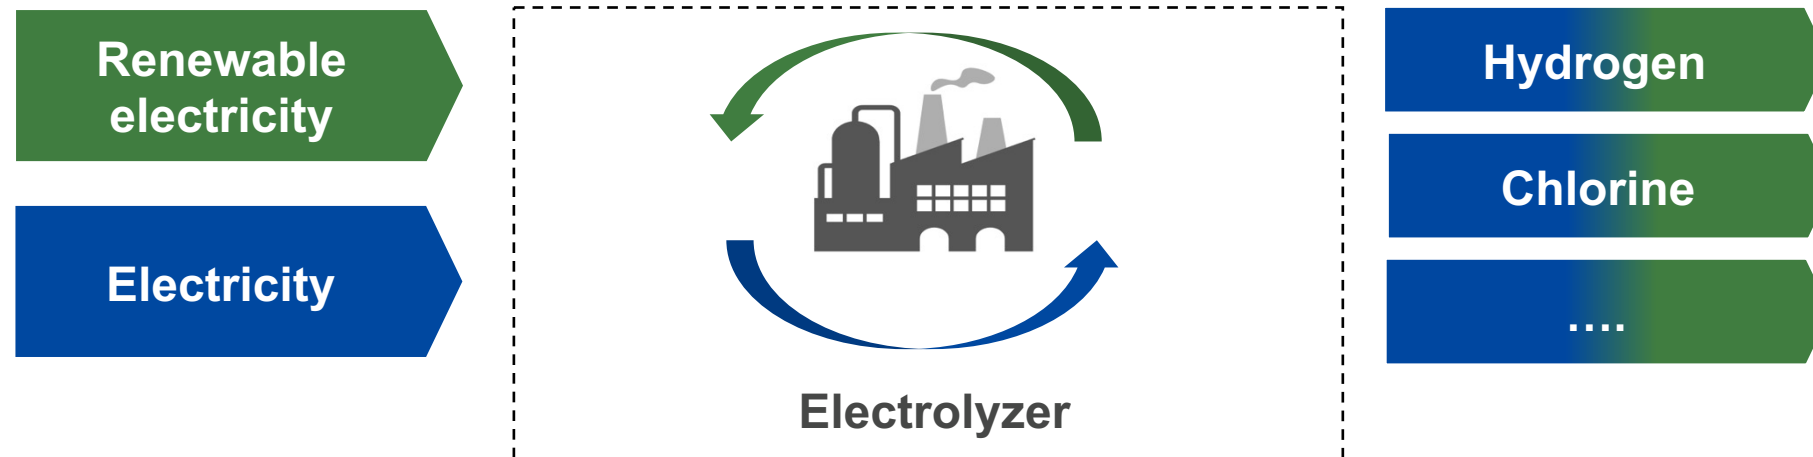 Renewable
electricity
Electricity
Electrolyzer
Hydrogen
Chlorine
....